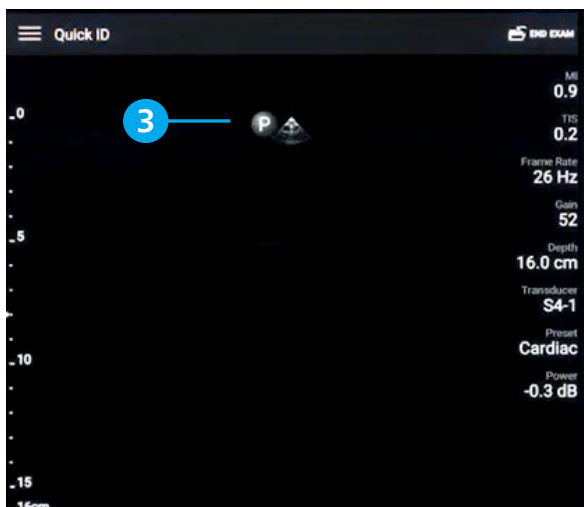 Quick ID
END EXAM
MI
0.9
0
3
P
TIS
0.2
Frame Rate
26 Hz
Gain
52
5
Depth
16.0 cm
Transducer
S4-1
Preset
Cardiac
10
Power
-0.3 dB
15
16cm